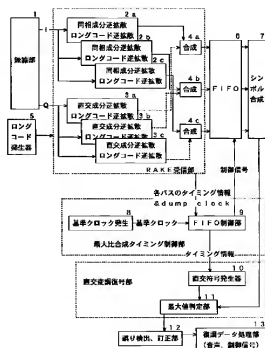 1
無線部
I
Q
2a
同相成分逆拡散
ロングコード逆拡散
2b
同相成分逆拡散
ロングコード逆拡散
2c
同相成分逆拡散
ロングコード逆拡散
3a
直交成分逆拡散
ロングコード逆拡散
3b
直交成分逆拡散
ロングコード逆拡散
3c
直交成分逆拡散
ロングコード逆拡散
4a
合成
4b
合成
4c
合成
6
FIFO
7
シンボル合成
5
ロングコード発生器
RAKE受信部
制御信号
各パスのタイミング情報
&dump clock
8
基準クロック発生
基準クロック
9
FIFO制御部
最大比合成タイミング制御部
タイミング情報
10
直交符号発生器
直交変調復号部
11
最大値判定部
12
誤り検出、訂正部
13
復調データ処理部
(音声、制御信号)